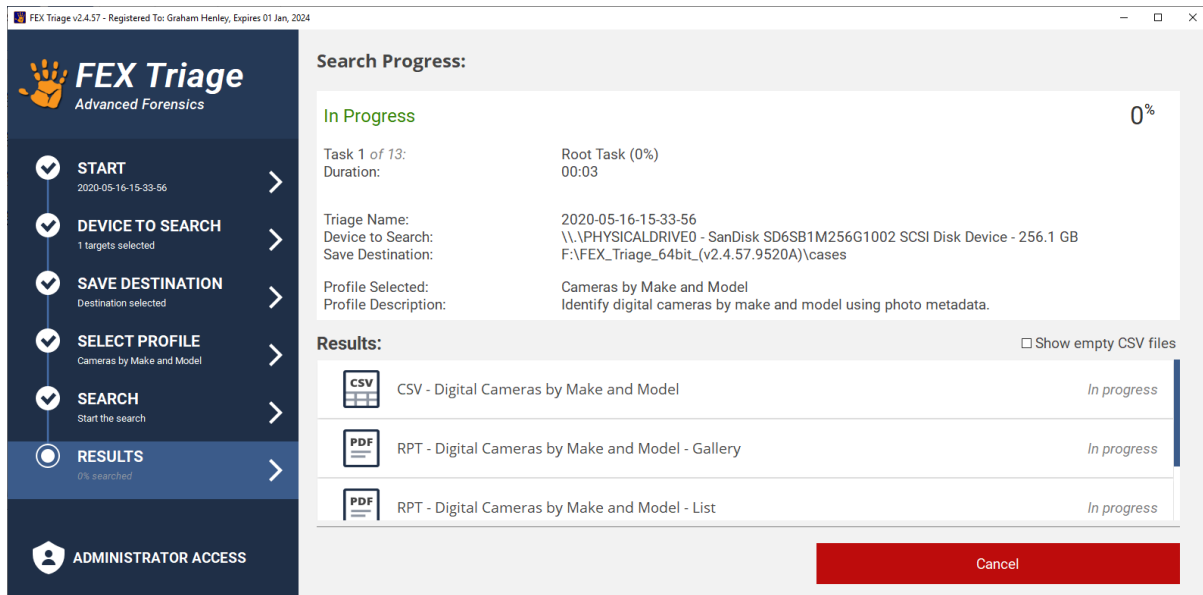 FEX Triage v2.4.57 - Registered To: Graham Henley, Expires 01 Jan, 2024
FEX Triage
Advanced Forensics
START
2020-05-16-15-33-56
DEVICE TO SEARCH
1 targets selected
SAVE DESTINATION
Destination selected
SELECT PROFILE
Cameras by Make and Model
SEARCH
Start the search
RESULTS
0% searched
ADMINISTRATOR ACCESS
Search Progress:
In Progress 0%
Task 1 of 13: Root Task (0%)
Duration: 00:03
Triage Name: 2020-05-16-15-33-56
Device to Search: \\.\PHYSICALDRIVE0 - SanDisk SD6SB1M256G1002 SCSI Disk Device - 256.1 GB
Save Destination: F:\FEX_Triage_64bit_(v2.4.57.9520A)\cases
Profile Selected: Cameras by Make and Model
Profile Description: Identify digital cameras by make and model using photo metadata.
Results: Show empty CSV files
CSV CSV - Digital Cameras by Make and Model In progress
PDF RPT - Digital Cameras by Make and Model - Gallery In progress
PDF RPT - Digital Cameras by Make and Model - List In progress
Cancel